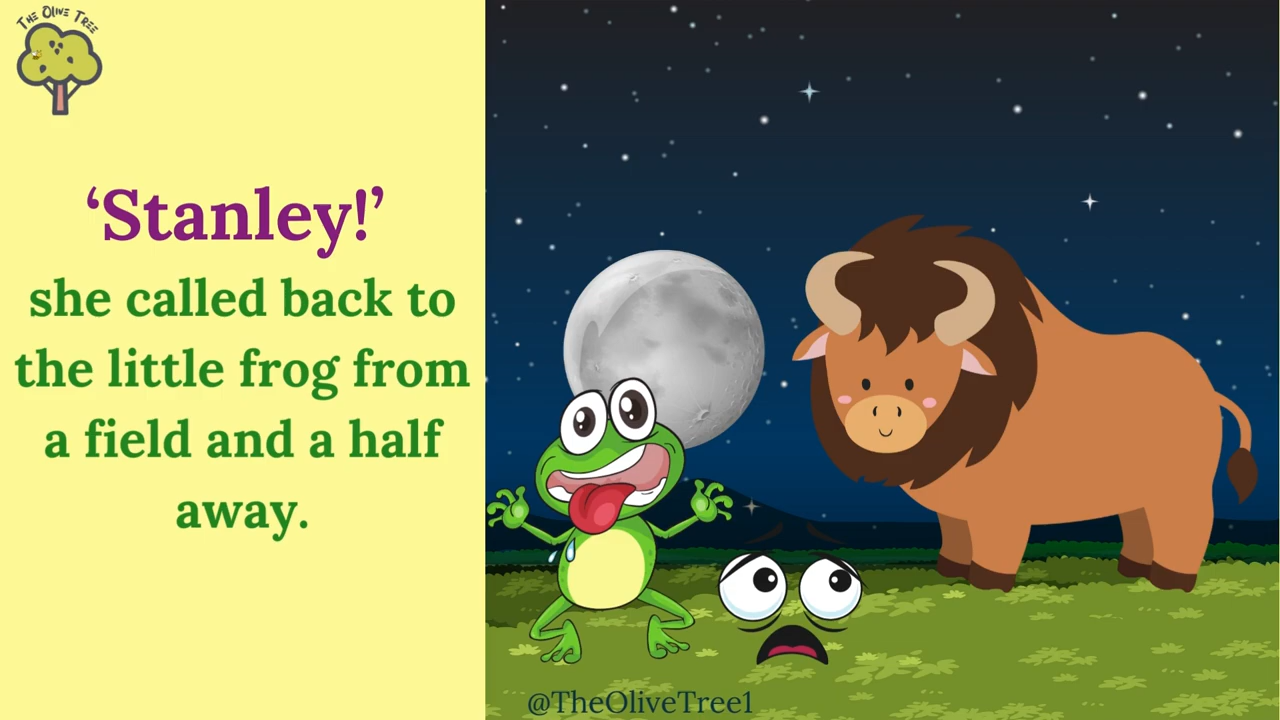 The Olive Tree
‘Stanley!’
she called back to
the little frog from
a field and a half
away.
@TheOliveTree1